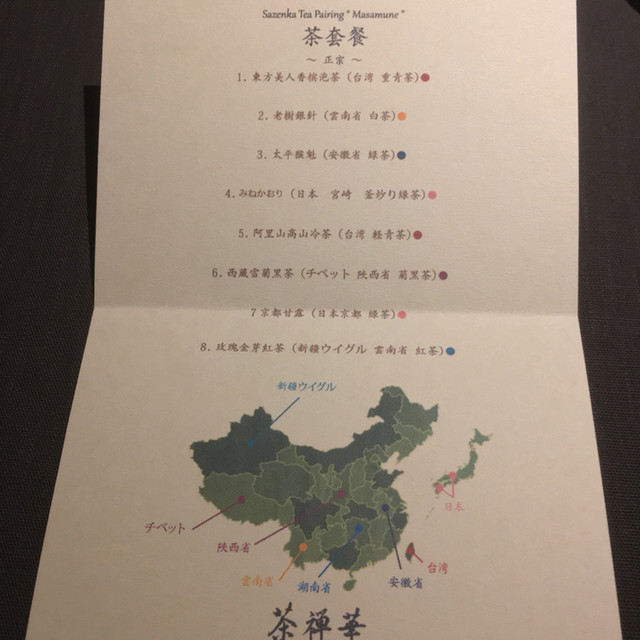 Sazenka Tea Pairing " Masamune "
茶套餐
～ 正宗 ～
1. 東方美人香槟泡茶 (台湾 重青茶)
2. 老樹銀針 (雲南省 白茶)
3. 太平猴魁 (安徽省 緑茶)
4. みねかおり (日本 宮崎 釜炒り緑茶)
5. 阿里山高山冷茶 (台湾 軽青茶)
6. 西蔵雪菊黒茶 (チベット 陝西省 菊黒茶)
7 京都甘露 (日本京都 緑茶)
8. 玫瑰金芽紅茶 (新疆ウイグル 雲南省 紅茶)
新疆ウイグル
チベット
日本
陝西省
台湾
雲南省
湖南省
安徽省
茶禅華